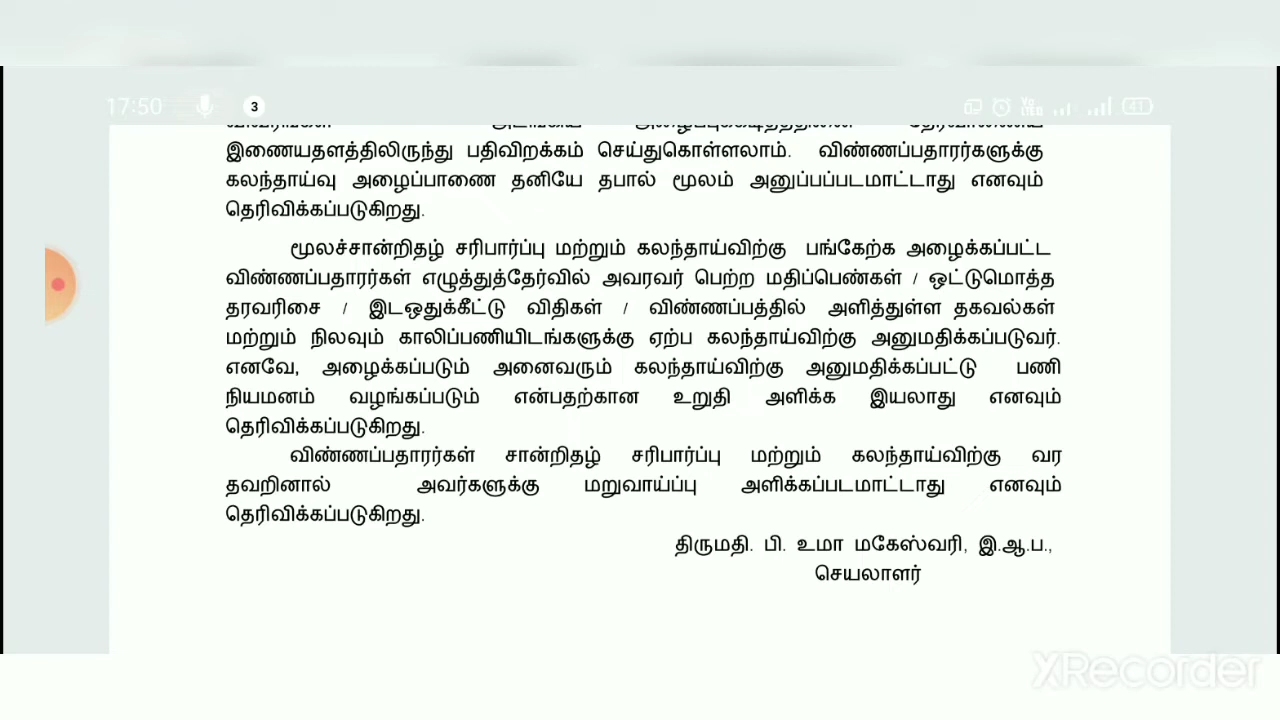 17:50
3
41
இணையதளத்திலிருந்து பதிவிறக்கம் செய்துகொள்ளலாம். விண்ணப்பதாரர்களுக்கு
கலந்தாய்வு அழைப்பாணை தனியே தபால் மூலம் அனுப்பப்படமாட்டாது எனவும்
தெரிவிக்கப்படுகிறது.
மூலச்சான்றிதழ் சரிபார்ப்பு மற்றும் கலந்தாய்விற்கு பங்கேற்க அழைக்கப்பட்ட
விண்ணப்பதாரர்கள் எழுத்துத்தேர்வில் அவரவர் பெற்ற மதிப்பெண்கள் / ஒட்டுமொத்த
தரவரிசை / இடஒதுக்கீட்டு விதிகள் / விண்ணப்பத்தில் அளித்துள்ள தகவல்கள்
மற்றும் நிலவும் காலிப்பணியிடங்களுக்கு ஏற்ப கலந்தாய்விற்கு அனுமதிக்கப்படுவர்.
எனவே, அழைக்கப்படும் அனைவரும் கலந்தாய்விற்கு அனுமதிக்கப்பட்டு பணி
நியமனம் வழங்கப்படும் என்பதற்கான உறுதி அளிக்க இயலாது எனவும்
தெரிவிக்கப்படுகிறது.
விண்ணப்பதாரர்கள் சான்றிதழ் சரிபார்ப்பு மற்றும் கலந்தாய்விற்கு வர
தவறினால் அவர்களுக்கு மறுவாய்ப்பு அளிக்கப்படமாட்டாது எனவும்
தெரிவிக்கப்படுகிறது.
திருமதி. பி. உமா மகேஸ்வரி, இ.ஆ.ப.,
செயலாளர்
XRecorder